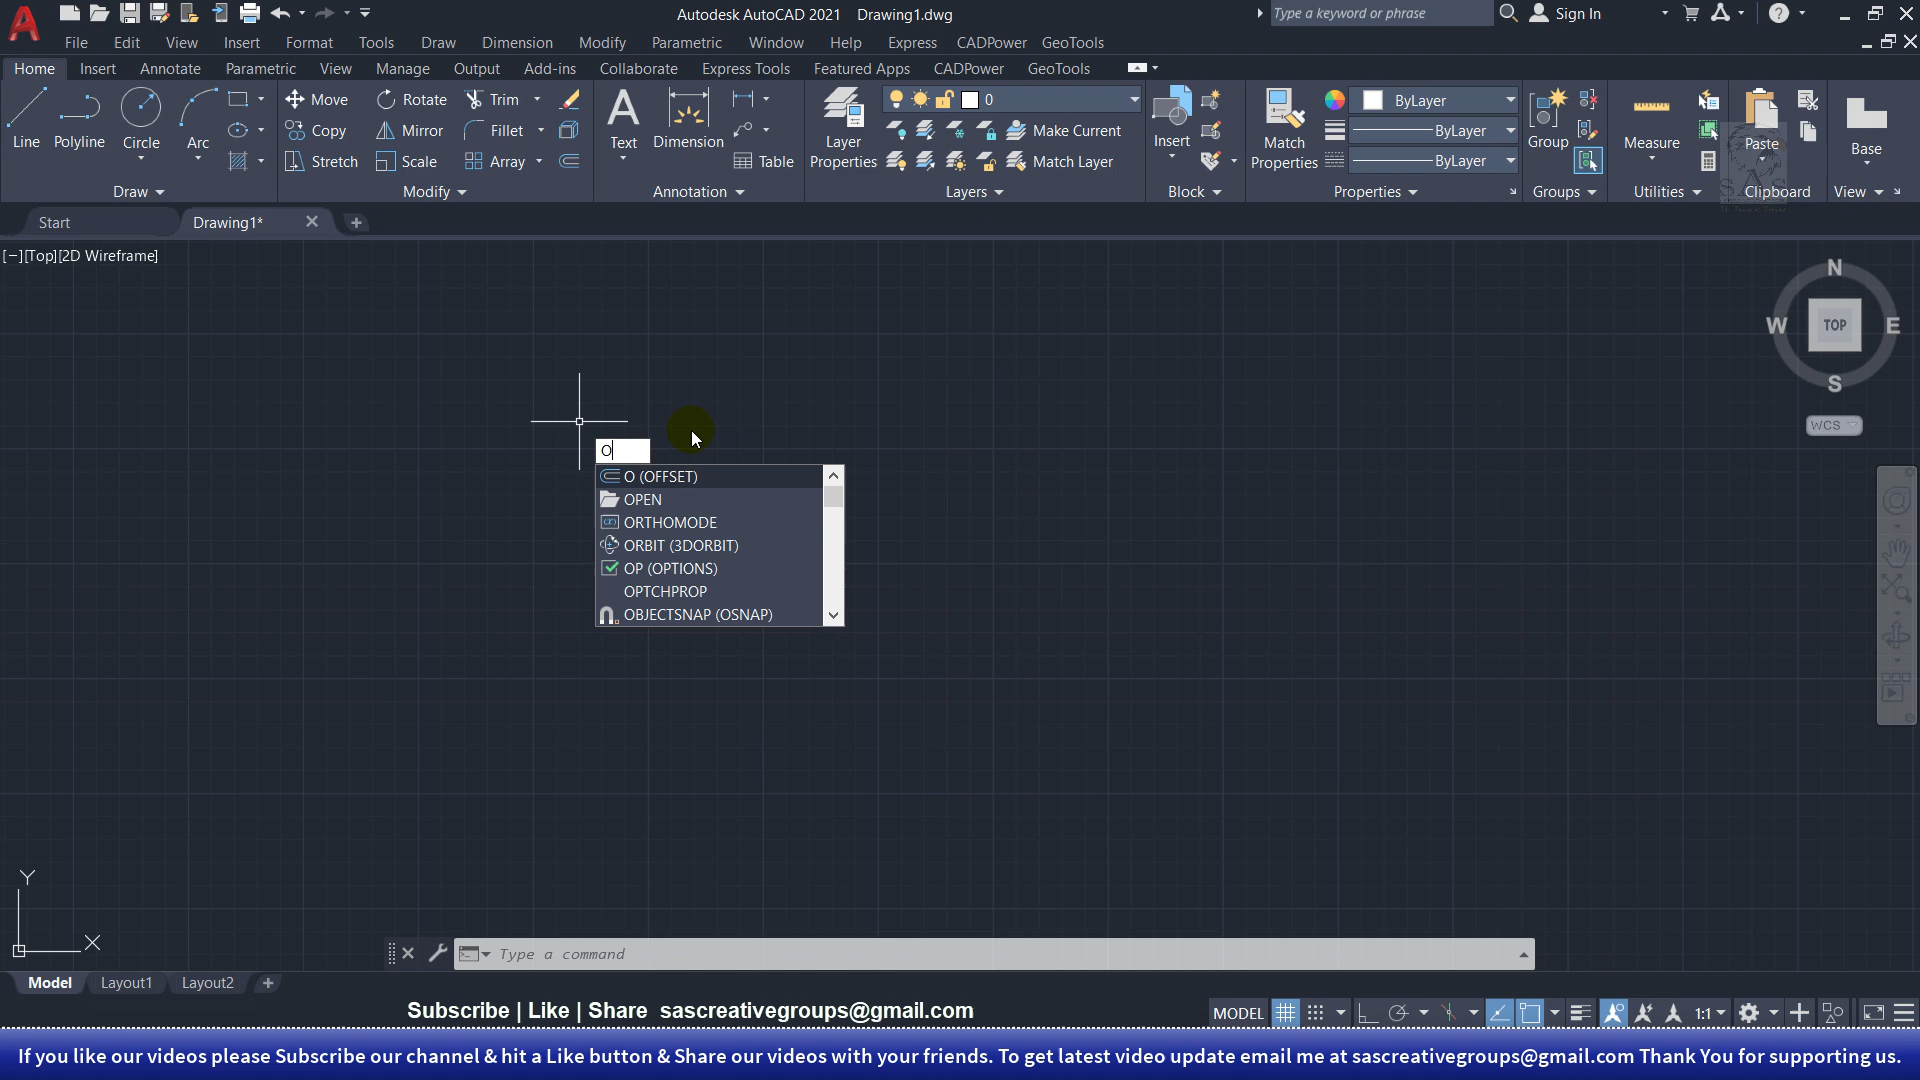 Autodesk AutoCAD 2021 Drawing1.dwg
Type a keyword or phrase
Sign In
File Edit View Insert Format Tools Draw Dimension Modify Parametric Window Help Express CADPower GeoTools
Home Insert Annotate Parametric View Manage Output Add-ins Collaborate Express Tools Featured Apps CADPower GeoTools
Line Polyline Circle Arc
Draw
Move Rotate Trim
Copy Mirror Fillet
Stretch Scale Array
Modify
Text Dimension Table
Annotation
Layer Properties
0
Make Current
Match Layer
Layers
Insert
Block
Match Properties
ByLayer
ByLayer
ByLayer
Properties
Group
Groups
Measure
Utilities
Paste
Clipboard
Base
View
Start Drawing1*
[−][Top][2D Wireframe]
N
W TOP E
S
WCS
O
O (OFFSET)
OPEN
ORTHOMODE
ORBIT (3DORBIT)
OP (OPTIONS)
OPTCHPROP
OBJECTSNAP (OSNAP)
Y
X
Type a command
Model Layout1 Layout2
Subscribe | Like | Share sascreativegroups@gmail.com
MODEL 1:1
If you like our videos please Subscribe our channel & hit a Like button & Share our videos with your friends. To get latest video update email me at sascreativegroups@gmail.com Thank You for supporting us.